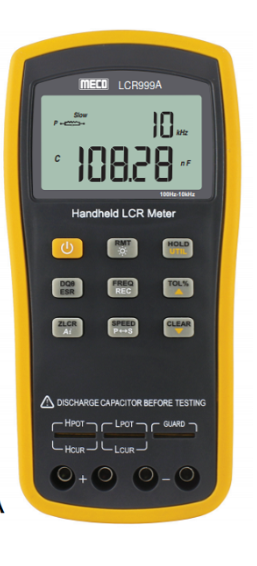 MECO LCR999A
Slow
P
10 kHz
C 108.28 nF
100Hz-10kHz
Handheld LCR Meter
RMT HOLD
UTIL
DQθ FREQ TOL%
ESR REC
ZLCR SPEED CLEAR
Ai P↔S
DISCHARGE CAPACITOR BEFORE TESTING
HPOT LPOT GUARD
HCUR LCUR
+ -